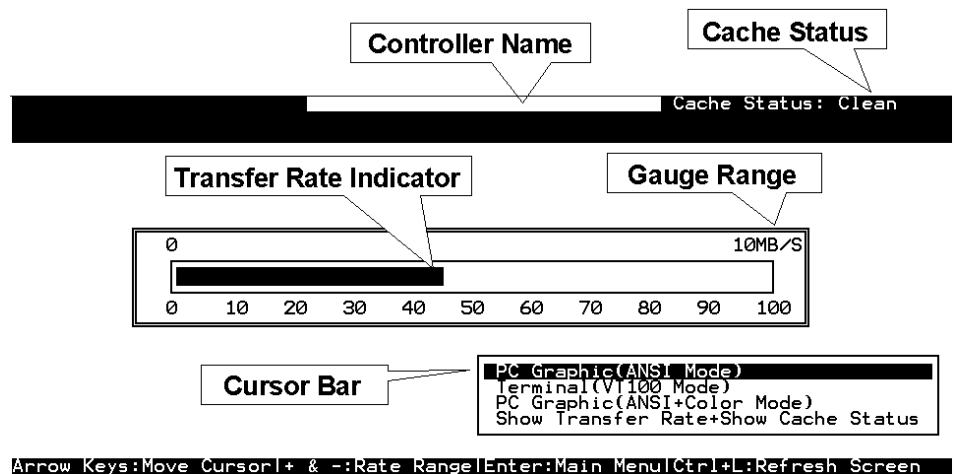 Controller Name
Cache Status
Cache Status: Clean
Transfer Rate Indicator
Gauge Range
0 10MB/S
0 10 20 30 40 50 60 70 80 90 100
Cursor Bar
PC Graphic(ANSI Mode)
Terminal(VT100 Mode)
PC Graphic(ANSI+Color Mode)
Show Transfer Rate+Show Cache Status
Arrow Keys:Move Cursor|+ & -:Rate Range|Enter:Main Menu|Ctrl+L:Refresh Screen